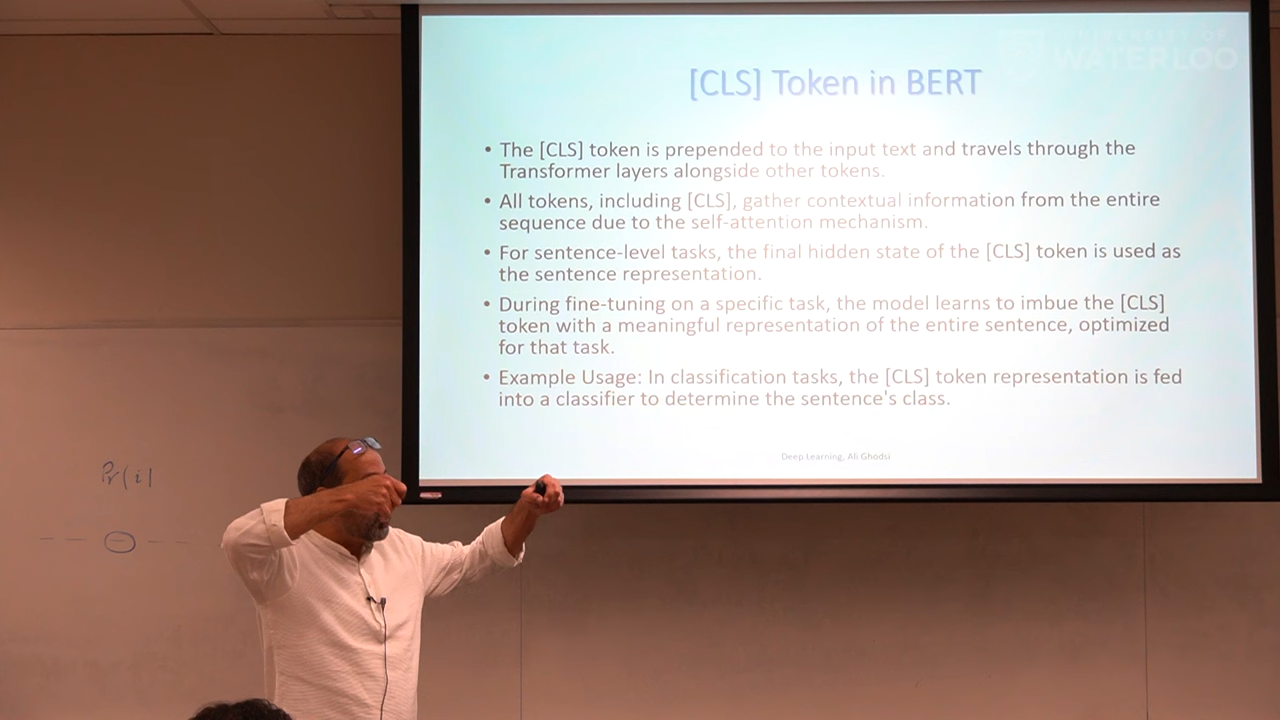 UNIVERSITY OF
WATERLOO
[CLS] Token in BERT
• The [CLS] token is prepended to the input text and travels through the
Transformer layers alongside other tokens.
• All tokens, including [CLS], gather contextual information from the entire
sequence due to the self-attention mechanism.
• For sentence-level tasks, the final hidden state of the [CLS] token is used as
the sentence representation.
• During fine-tuning on a specific task, the model learns to imbue the [CLS]
token with a meaningful representation of the entire sentence, optimized
for that task.
• Example Usage: In classification tasks, the [CLS] token representation is fed
into a classifier to determine the sentence's class.
Deep Learning, Ali Ghodsi
Pr(i|